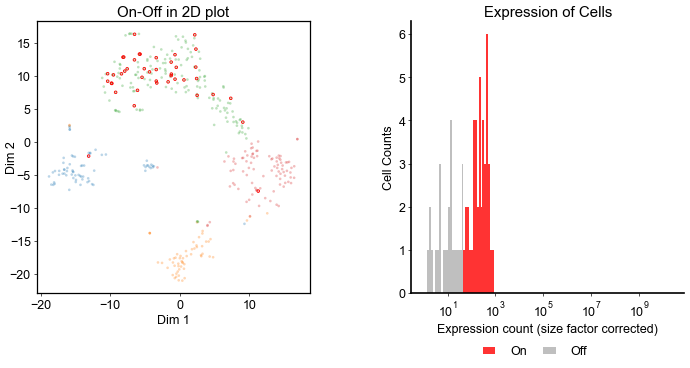 On-Off in 2D plot
15
10
5
0
−5
−10
−15
−20
Dim 2
−20 −10 0 10
Dim 1
Expression of Cells
6
5
4
3
2
1
0
Cell Counts
10^1 10^3 10^5 10^7 10^9
Expression count (size factor corrected)
On Off